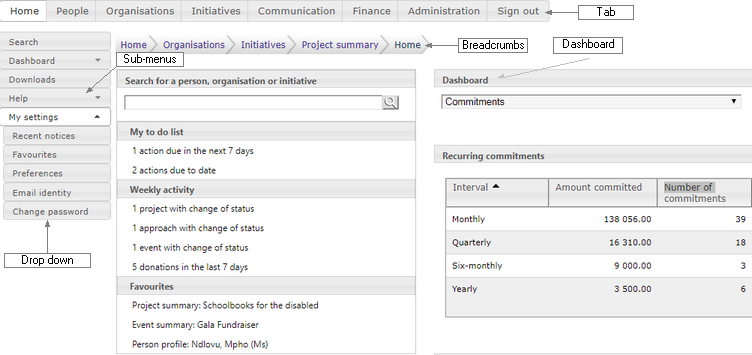 Home People Organisations Initiatives Communication Finance Administration Sign out
Tab
Search
Dashboard
Downloads
Help
My settings
Recent notices
Favourites
Preferences
Email identity
Change password
Sub-menus
Drop down
Home Organisations Initiatives Project summary Home
Breadcrumbs
Dashboard
Search for a person, organisation or initiative
My to do list
1 action due in the next 7 days
2 actions due to date
Weekly activity
1 project with change of status
1 approach with change of status
1 event with change of status
5 donations in the last 7 days
Favourites
Project summary: Schoolbooks for the disabled
Event summary: Gala Fundraiser
Person profile: Ndlovu, Mpho (Ms)
Dashboard
Commitments
Recurring commitments
Interval Amount committed Number of
commitments
Monthly 138 056.00 39
Quarterly 16 310.00 18
Six-monthly 9 000.00 3
Yearly 3 500.00 6